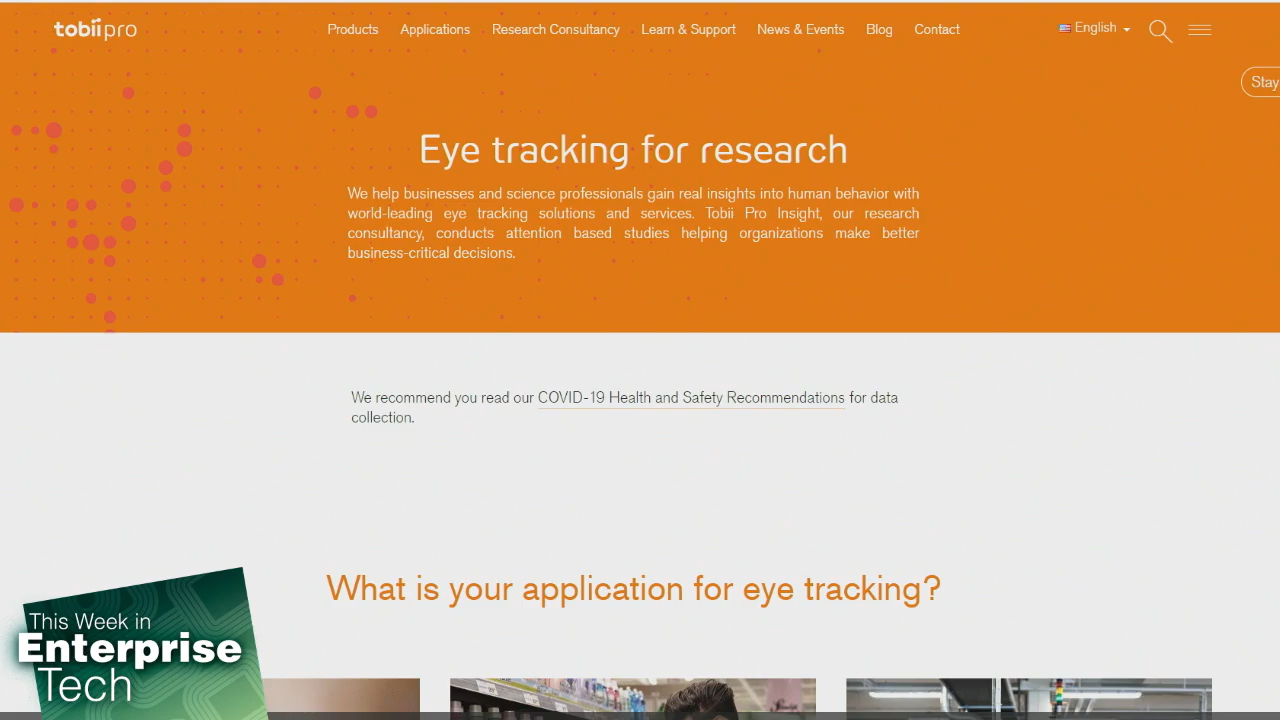 tobii pro
Products Applications Research Consultancy Learn & Support News & Events Blog Contact
English
Stay
Eye tracking for research
We help businesses and science professionals gain real insights into human behavior with
world-leading eye tracking solutions and services. Tobii Pro Insight, our research
consultancy, conducts attention based studies helping organizations make better
business-critical decisions.
We recommend you read our COVID-19 Health and Safety Recommendations for data
collection.
What is your application for eye tracking?
This Week in
Enterprise
Tech